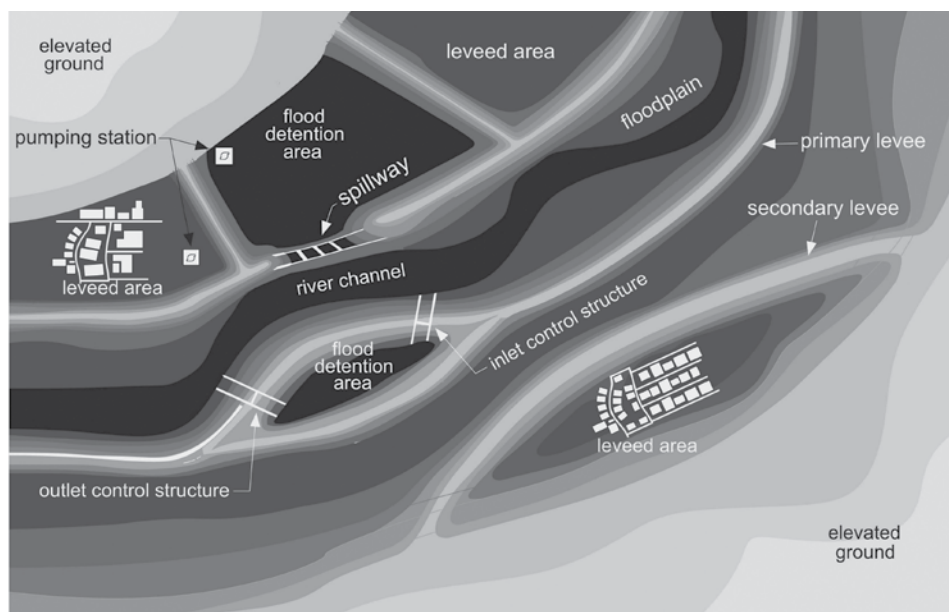 elevated
ground
leveed area
flood
detention
area
floodplain
pumping station
primary levee
spillway
secondary levee
leveed area
river channel
inlet control structure
flood
detention
area
leveed area
outlet control structure
elevated
ground